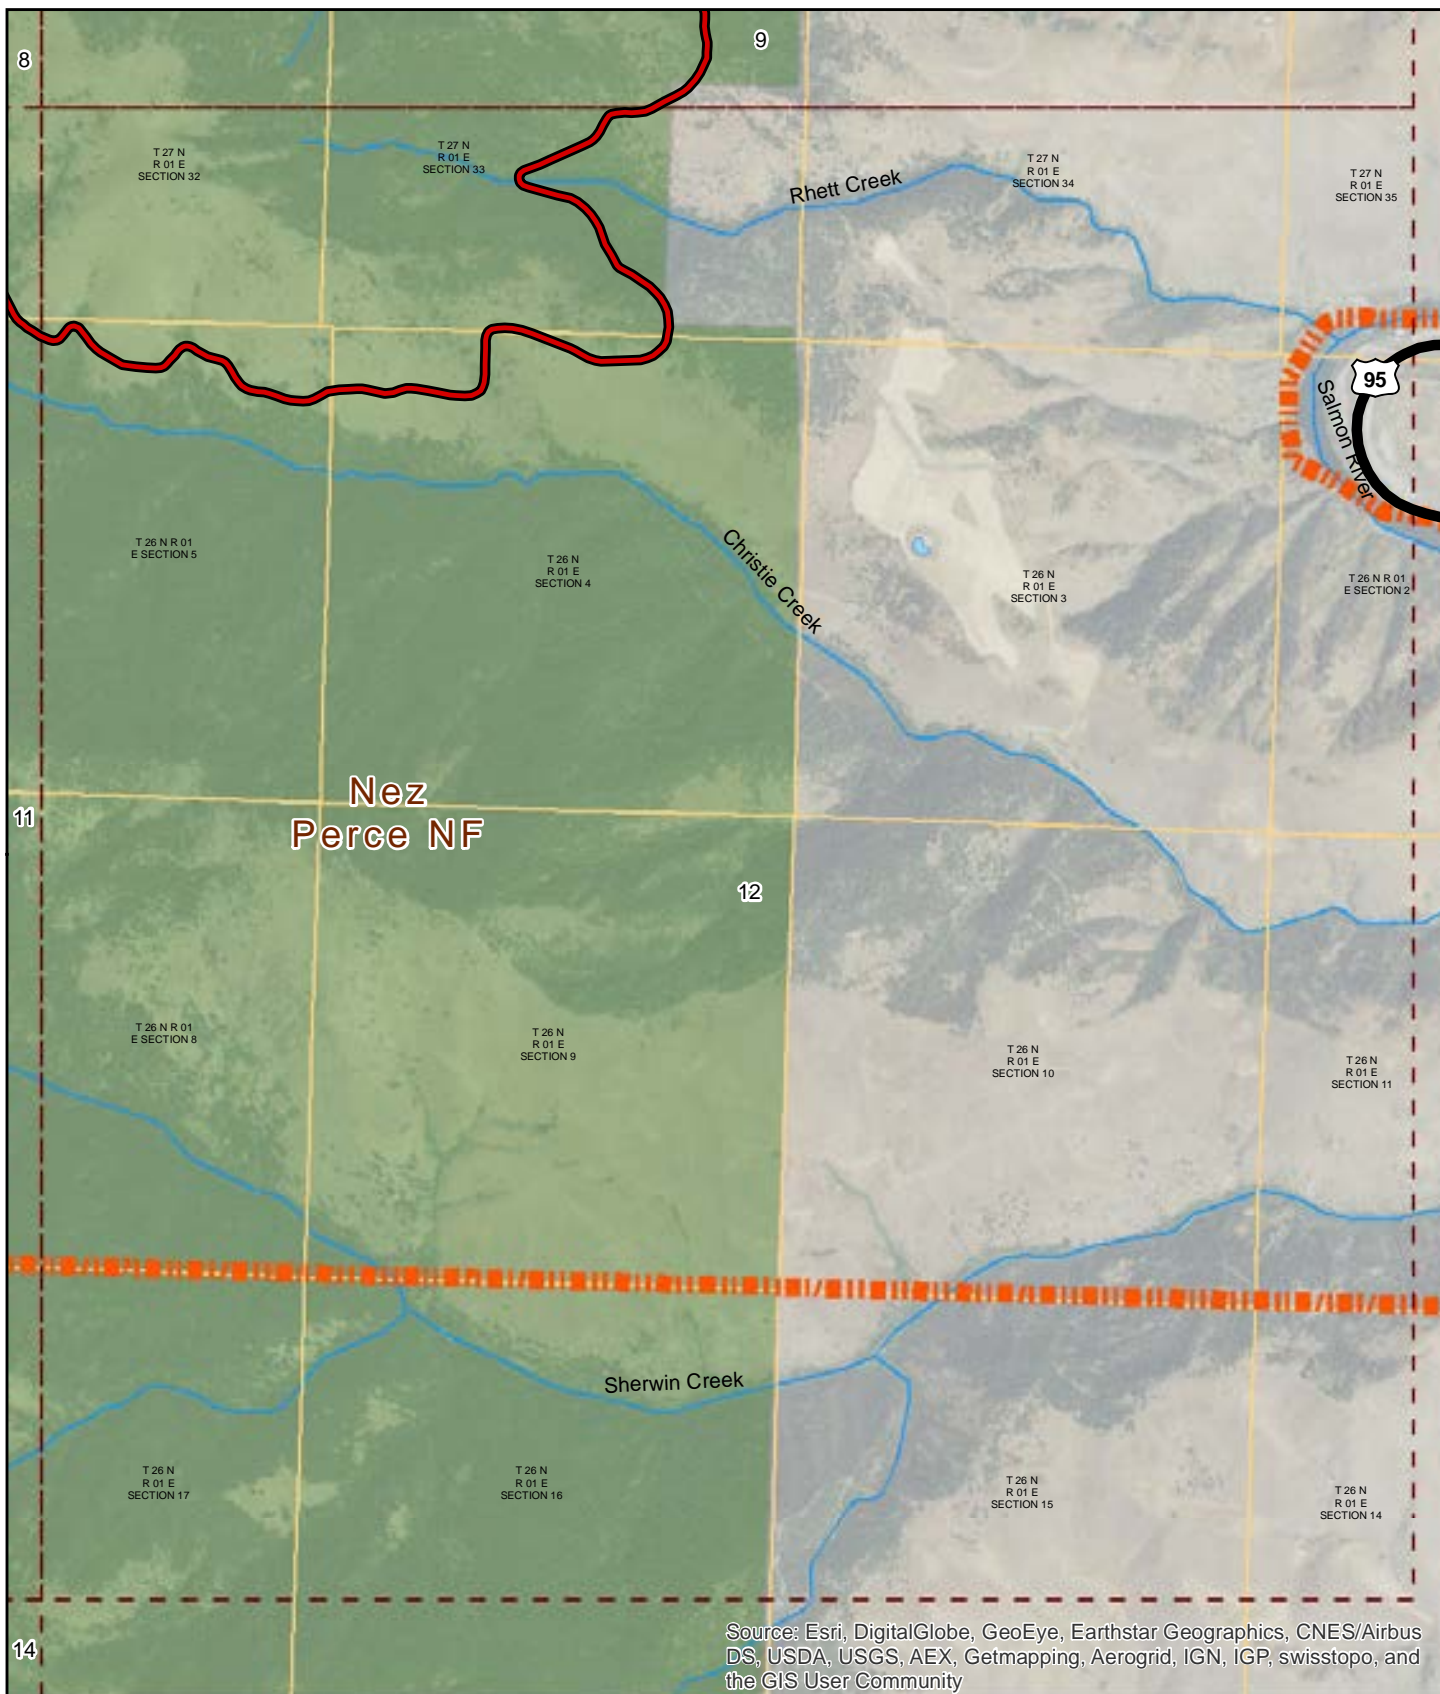 8
9
T 27 N
R 01 E
SECTION 32
T 27 N
R 01 E
SECTION 33
Rhett Creek
T 27 N
R 01 E
SECTION 34
T 27 N
R 01 E
SECTION 35
95
Salmon River
T 26 N R 01
E SECTION 5
T 26 N
R 01 E
SECTION 4
Christie Creek
T 26 N
R 01 E
SECTION 3
T 26 N R 01
E SECTION 2
Nez
Perce NF
11
12
T 26 N R 01
E SECTION 8
T 26 N
R 01 E
SECTION 9
T 26 N
R 01 E
SECTION 10
T 26 N
R 01 E
SECTION 11
Sherwin Creek
T 26 N
R 01 E
SECTION 17
T 26 N
R 01 E
SECTION 16
T 26 N
R 01 E
SECTION 15
T 26 N
R 01 E
SECTION 14
14
Source: Esri, DigitalGlobe, GeoEye, Earthstar Geographics, CNES/Airbus
DS, USDA, USGS, AEX, Getmapping, Aerogrid, IGN, IGP, swisstopo, and
the GIS User Community